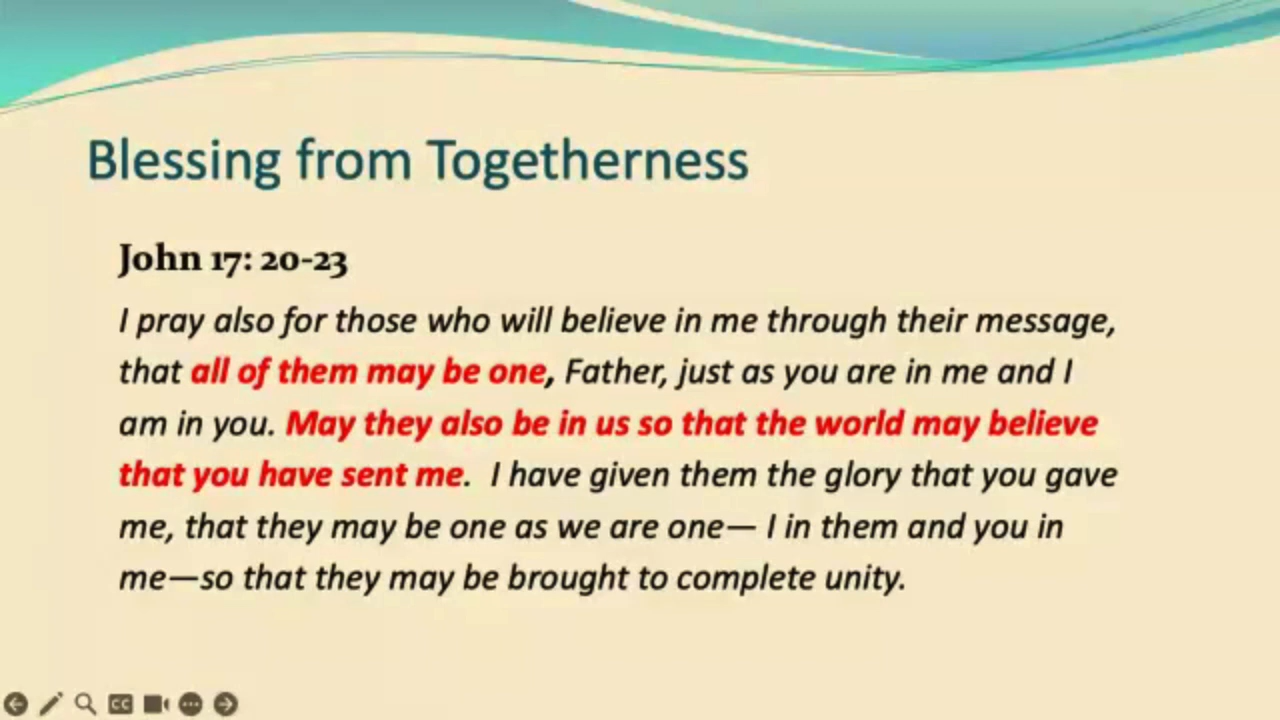 Blessing from Togetherness
John 17: 20-23
I pray also for those who will believe in me through their message,
that all of them may be one, Father, just as you are in me and I
am in you. May they also be in us so that the world may believe
that you have sent me.  I have given them the glory that you gave
me, that they may be one as we are one— I in them and you in
me—so that they may be brought to complete unity.
CC